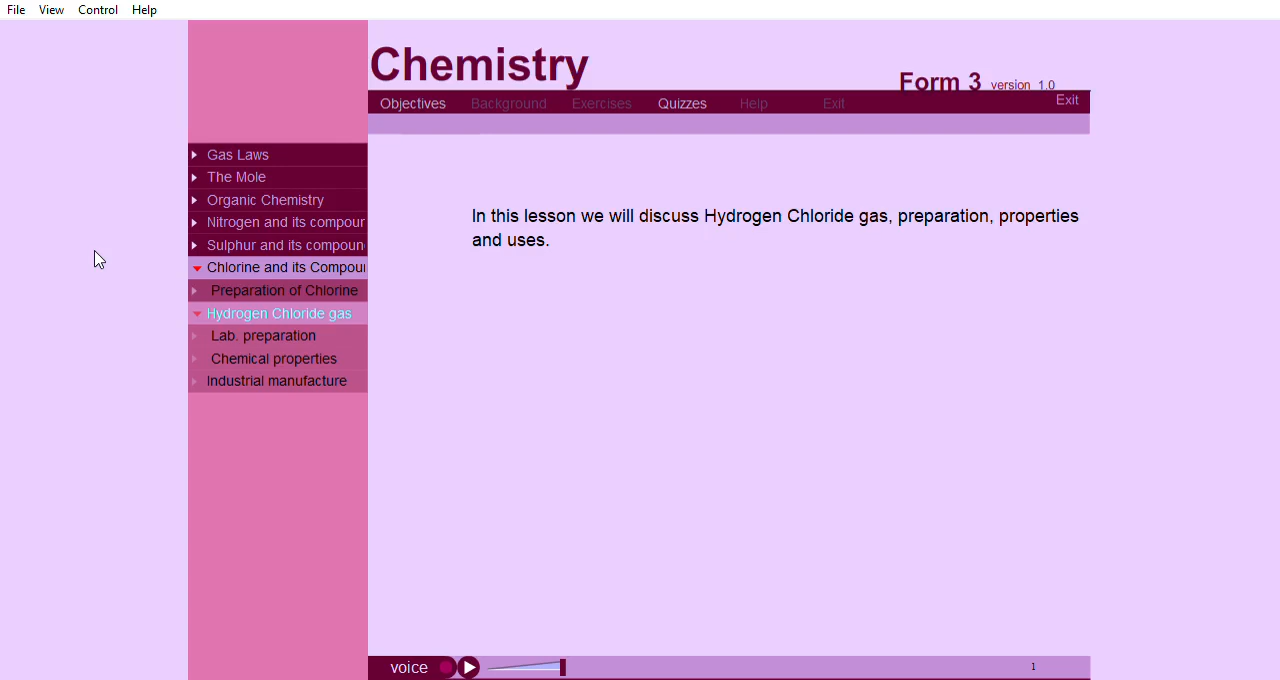 File View Control Help
Chemistry
Form 3 version 1.0
Objectives Background Exercises Quizzes Help Exit Exit
Gas Laws
The Mole
Organic Chemistry
Nitrogen and its compour
Sulphur and its compoun
Chlorine and its Compour
Preparation of Chlorine
Hydrogen Chloride gas
Lab. preparation
Chemical properties
Industrial manufacture
In this lesson we will discuss Hydrogen Chloride gas, preparation, properties
and uses.
voice 1